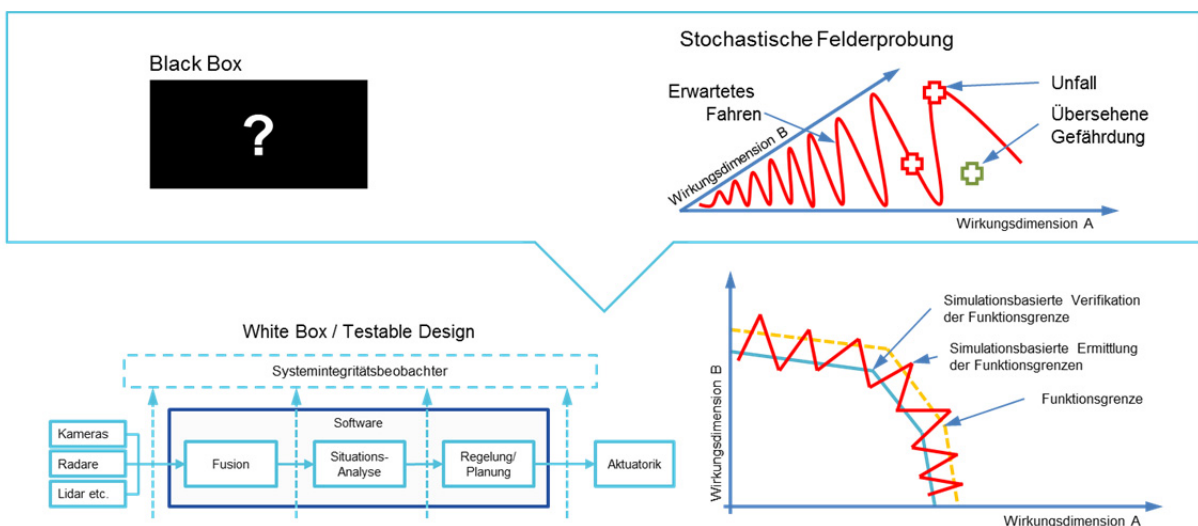 Stochastische Felderprobung
Black Box
?
Erwartetes
Fahren
Unfall
Übersehene
Gefährdung
Wirkungsdimension B
Wirkungsdimension A
White Box / Testable Design
Systemintegritätsbeobachter
Software
Kameras
Radare
Lidar etc.
Fusion
Situations-
Analyse
Regelung/
Planung
Aktuatorik
Simulationsbasierte Verifikation
der Funktionsgrenze
Simulationsbasierte Ermittlung
der Funktionsgrenzen
Funktionsgrenze
Wirkungsdimension B
Wirkungsdimension A